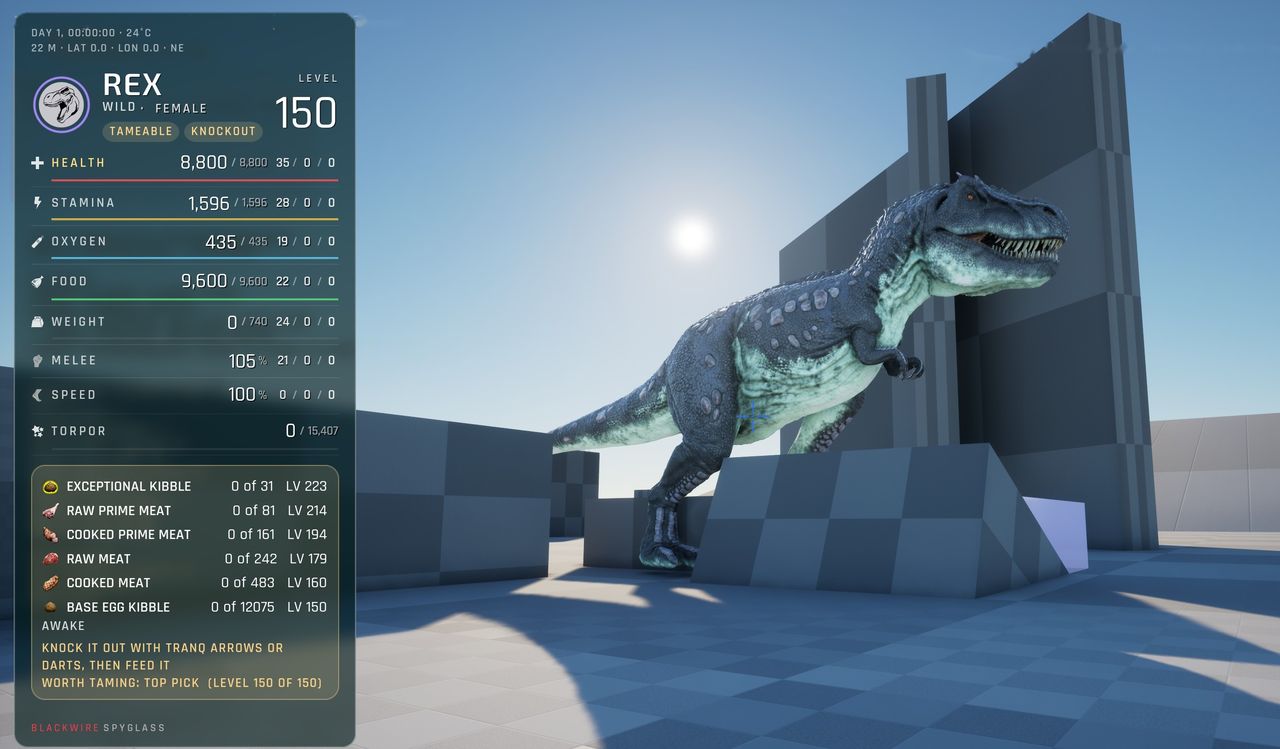 DAY 1, 00:00:00 · 24°C
22 M · LAT 0.0 · LON 0.0 · NE
REX
WILD · FEMALE
LEVEL
150
TAMEABLE KNOCKOUT
HEALTH 8,800 / 8,800 35 / 0 / 0
STAMINA 1,596 / 1,596 28 / 0 / 0
OXYGEN 435 / 435 19 / 0 / 0
FOOD 9,600 / 9,600 22 / 0 / 0
WEIGHT 0 / 740 24 / 0 / 0
MELEE 105 % 21 / 0 / 0
SPEED 100 % 0 / 0 / 0
TORPOR 0 / 15,407
EXCEPTIONAL KIBBLE 0 of 31 LV 223
RAW PRIME MEAT 0 of 81 LV 214
COOKED PRIME MEAT 0 of 161 LV 194
RAW MEAT 0 of 242 LV 179
COOKED MEAT 0 of 483 LV 160
BASE EGG KIBBLE 0 of 12075 LV 150
AWAKE
KNOCK IT OUT WITH TRANQ ARROWS OR
DARTS, THEN FEED IT
WORTH TAMING: TOP PICK (LEVEL 150 OF 150)
BLACKWIRE SPYGLASS